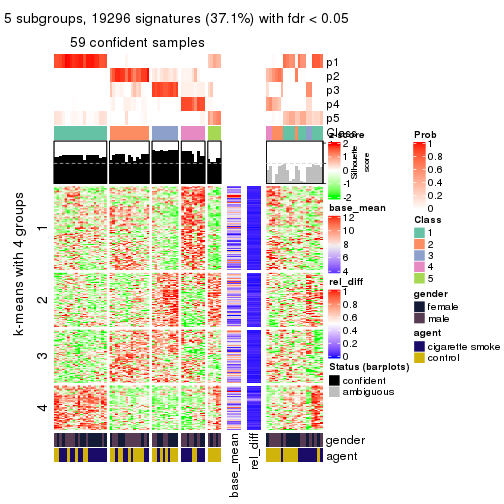 5 subgroups, 19296 signatures (37.1%) with fdr < 0.05
59 confident samples
p1
p2
p3
p4
p5
Class
Silhouette
score
1
2
3
4
k-means with 4 groups
gender
agent
base_mean
rel_diff
z-score
2
1
0
-1
-2
base_mean
12
10
8
6
4
rel_diff
1
0.8
0.6
0.4
0.2
0
Status (barplots)
confident
ambiguous
Prob
1
0.8
0.6
0.4
0.2
0
Class
1
2
3
4
5
gender
female
male
agent
cigarette smoke
control